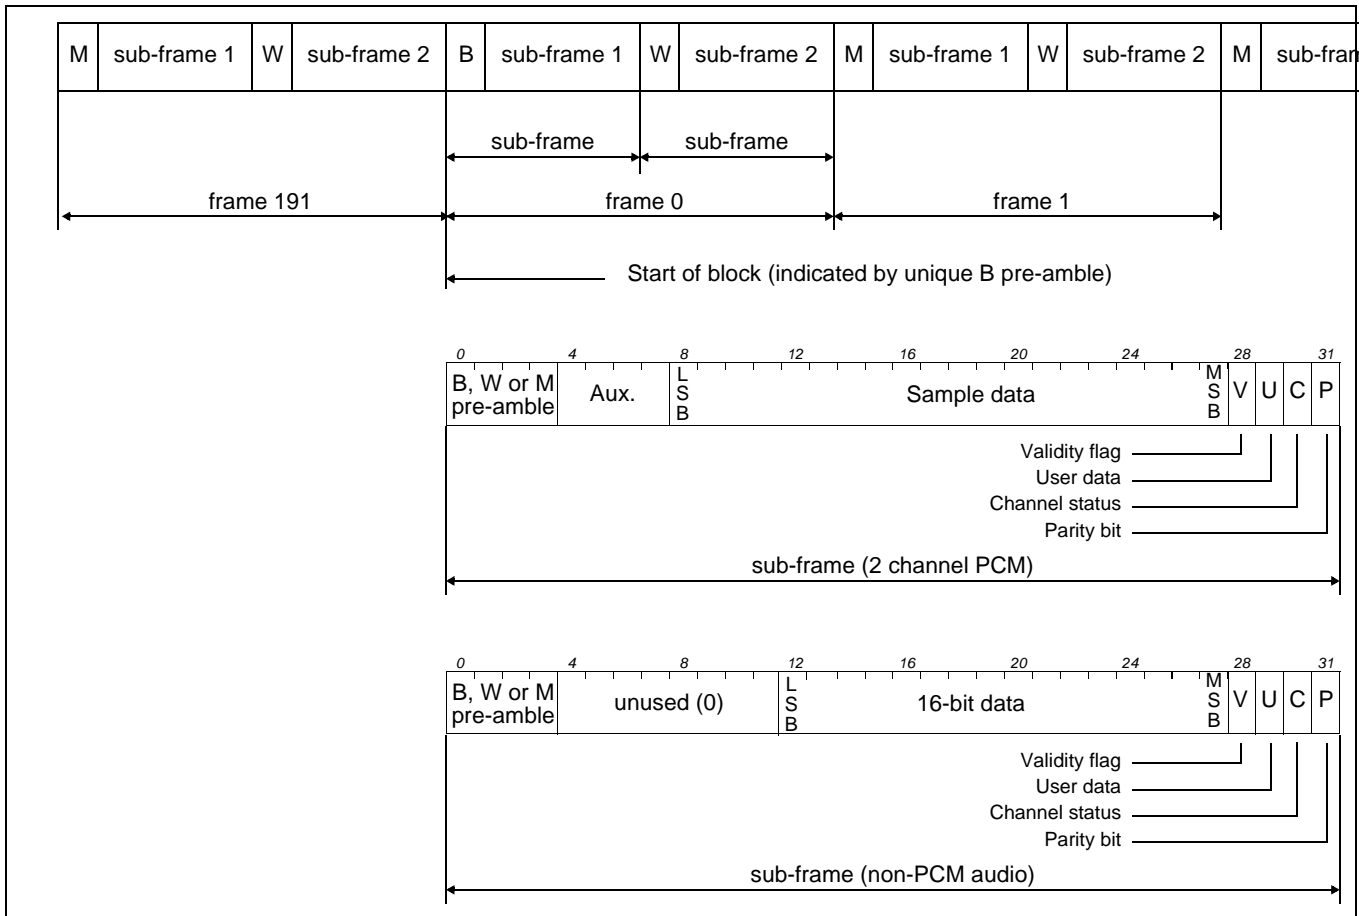 M sub-frame 1 W sub-frame 2 B sub-frame 1 W sub-frame 2 M sub-frame 1 W sub-frame 2 M
sub-frame sub-frame
frame 191 frame 0 frame 1
Start of block (indicated by unique B pre-amble)
0 4 8 12 16 20 24 28 31
B, W or M
pre-amble
Aux.
LSB
Sample data
MSB
V U C P
Validity flag
User data
Channel status
Parity bit
sub-frame (2 channel PCM)
0 4 8 12 16 20 24 28 31
B, W or M
pre-amble
unused (0)
LSB
16-bit data
MSB
V U C P
Validity flag
User data
Channel status
Parity bit
sub-frame (non-PCM audio)